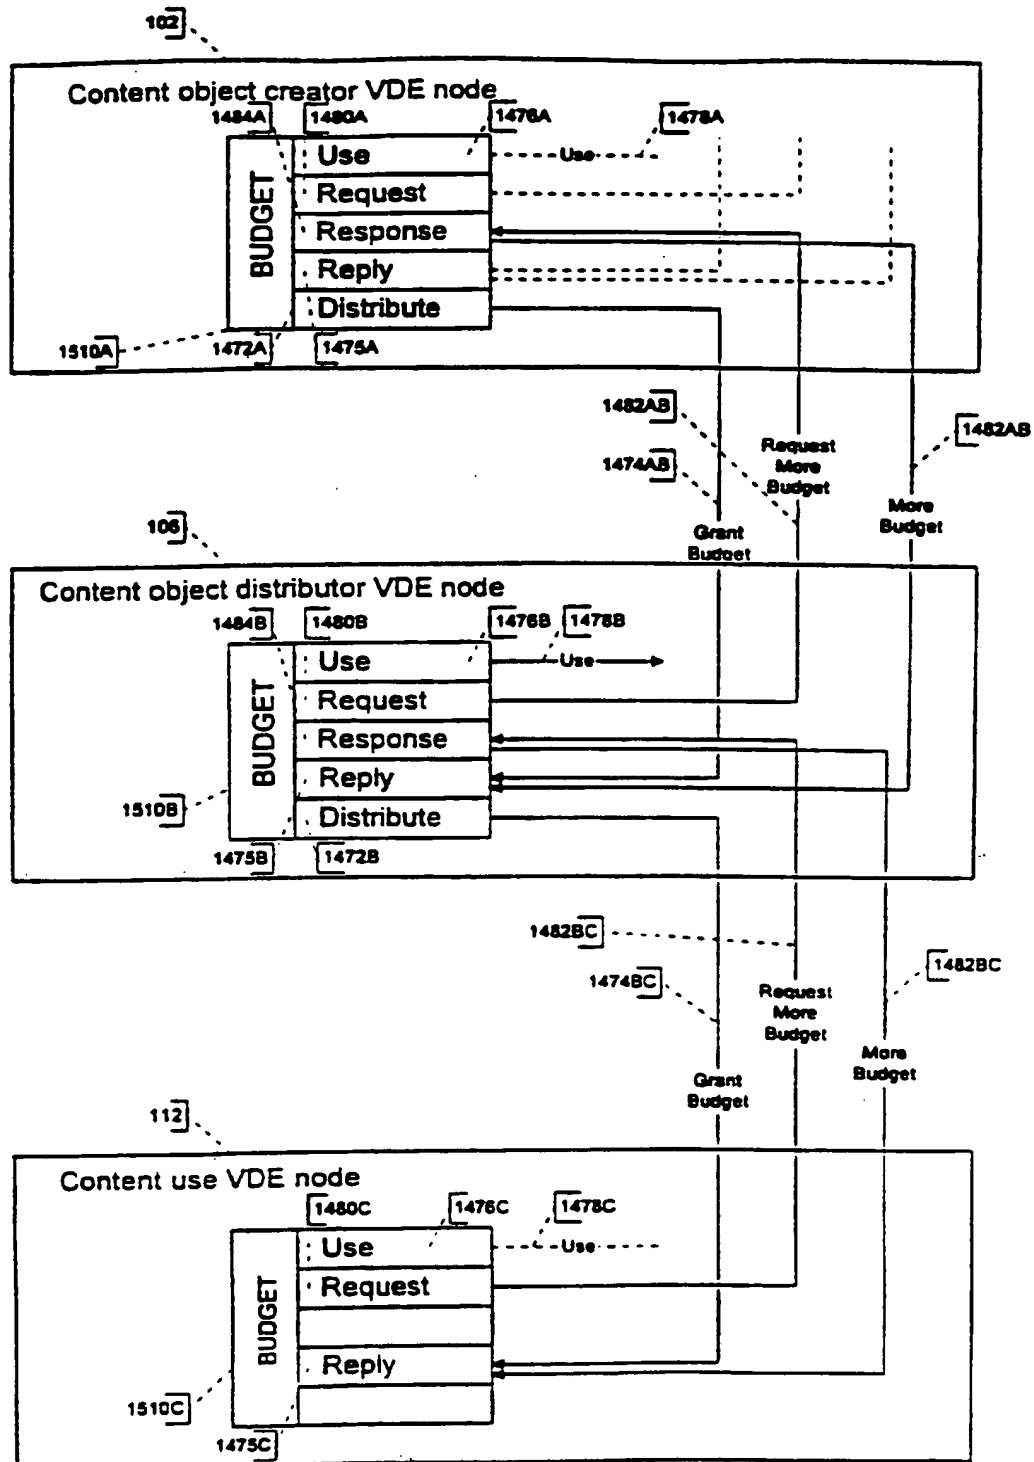 102
Content object creator VDE node
1484A
1480A
1476A
1478A
BUDGET
Use
Use
Request
Response
Reply
Distribute
1510A
1472A
1475A
1482AB
1474AB
Request
More
Budget
1482AB
More
Budget
Grant
Budget
106
Content object distributor VDE node
1484B
1480B
1476B
1478B
BUDGET
Use
Use
Request
Response
Reply
Distribute
1510B
1475B
1472B
1482BC
1474BC
Request
More
Budget
1482BC
More
Budget
Grant
Budget
112
Content use VDE node
1480C
1476C
1478C
BUDGET
Use
Use
Request
Reply
1510C
1475C